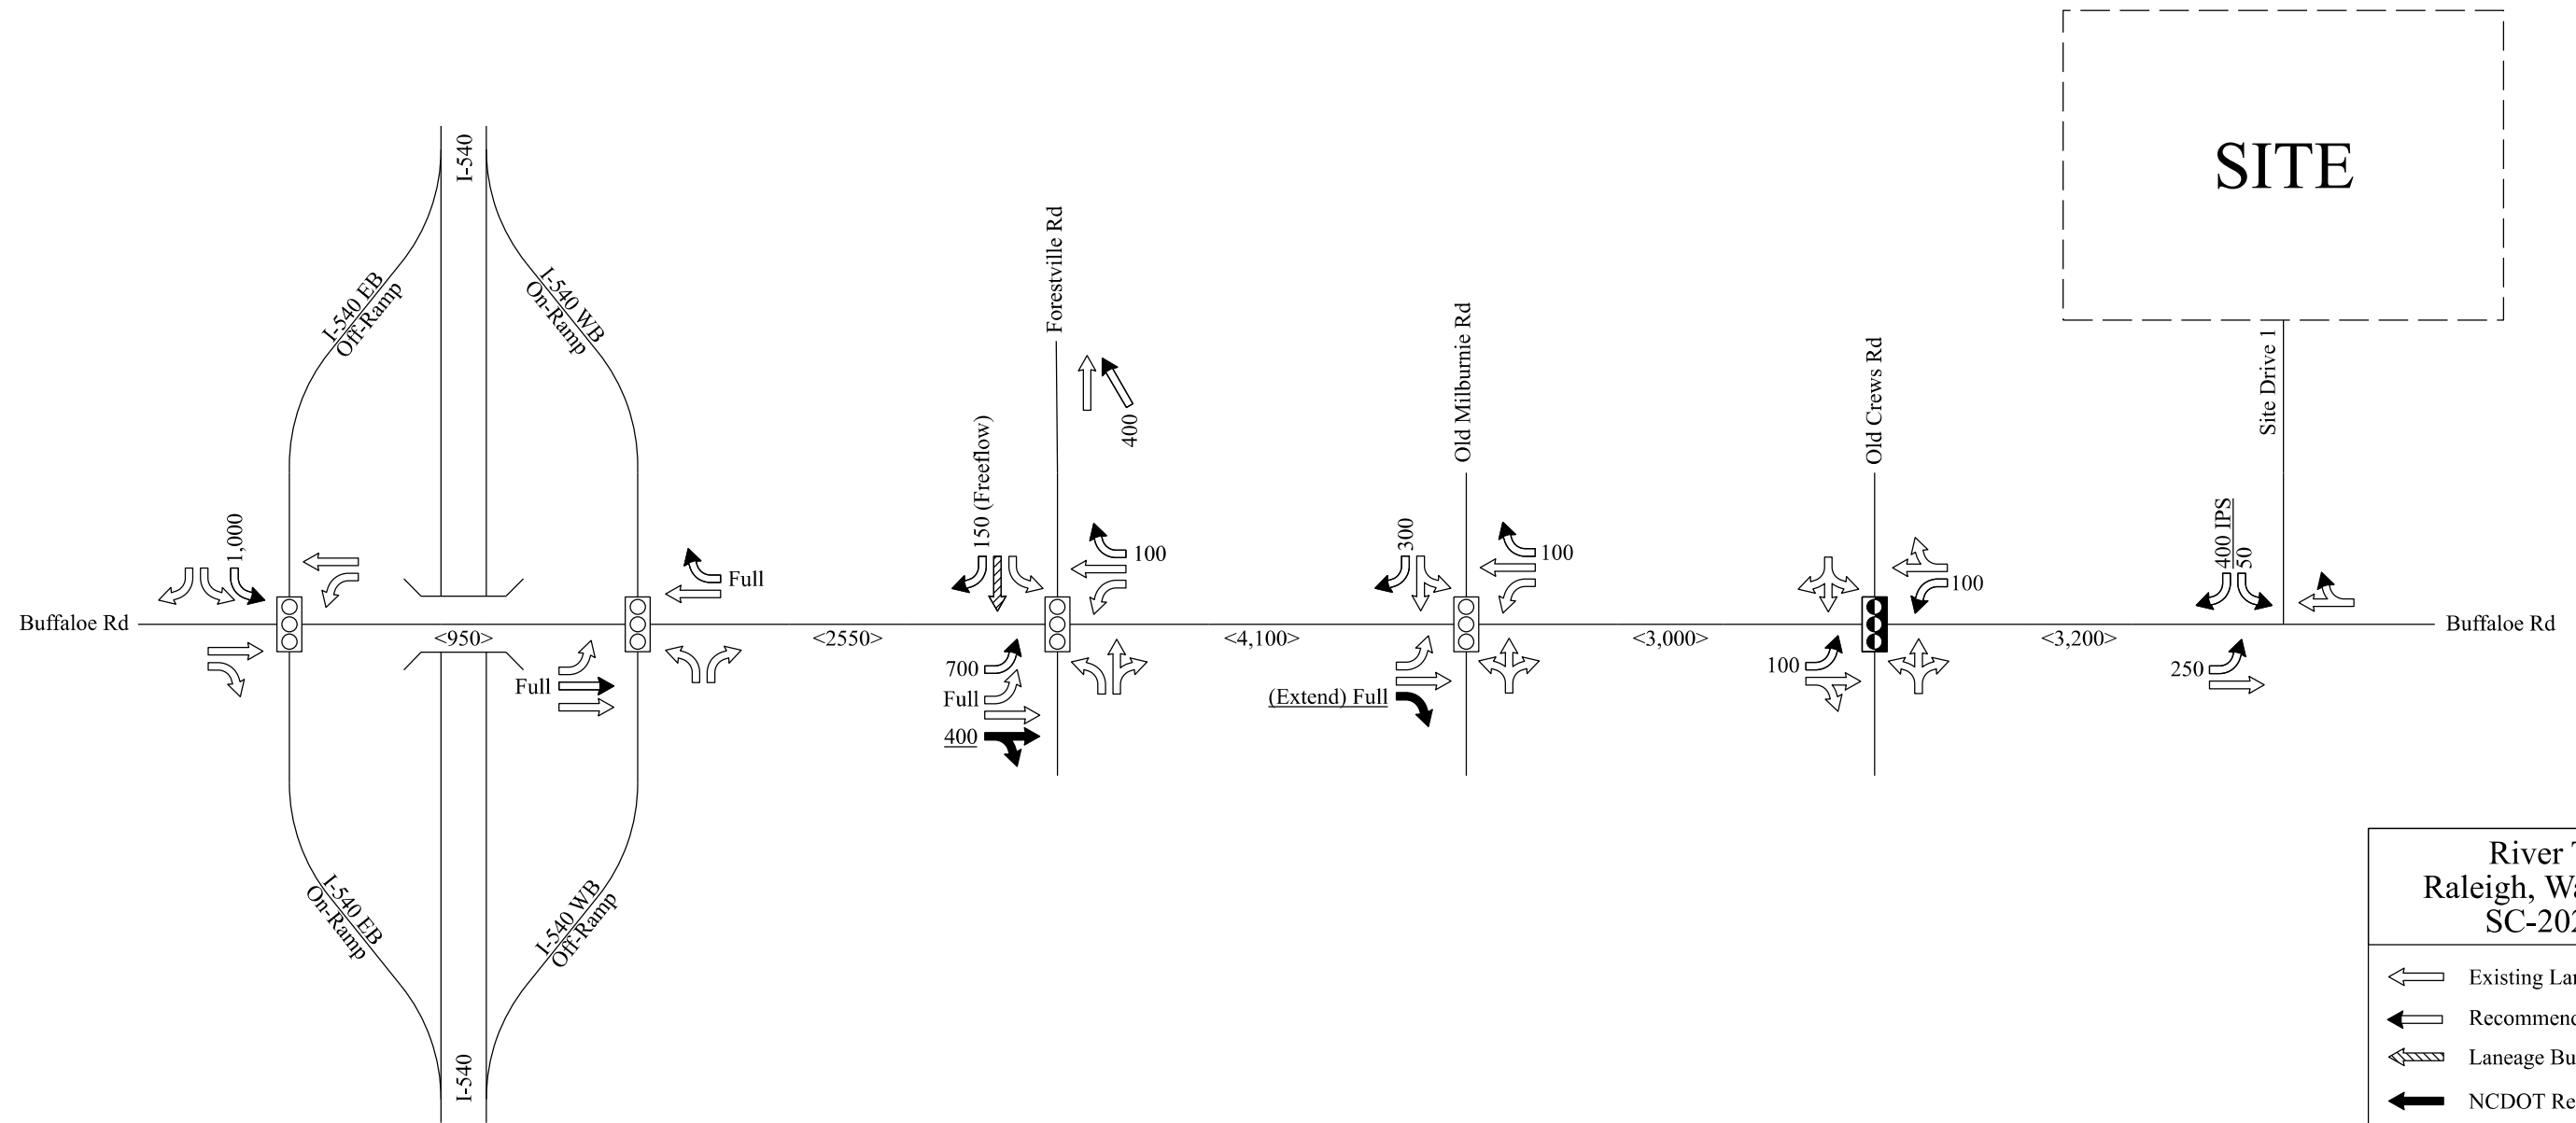 SITE
I-540
I-540 EB
Off-Ramp
I-540 WB
On-Ramp
Forestville Rd
Old Milburnie Rd
Old Crews Rd
Site Drive 1
400
150 (Freeflow)
1,000
300
400 IPS
50
100
100
100
Full
Buffaloe Rd
<950>
<2550>
<4,100>
<3,000>
<3,200>
Buffaloe Rd
Full
700
Full
400
(Extend) Full
100
250
I-540 EB
On-Ramp
I-540 WB
Off-Ramp
I-540
River
Raleigh, Wa
SC-202
Existing Lan
Recommend
Laneage Bu
NCDOT Re